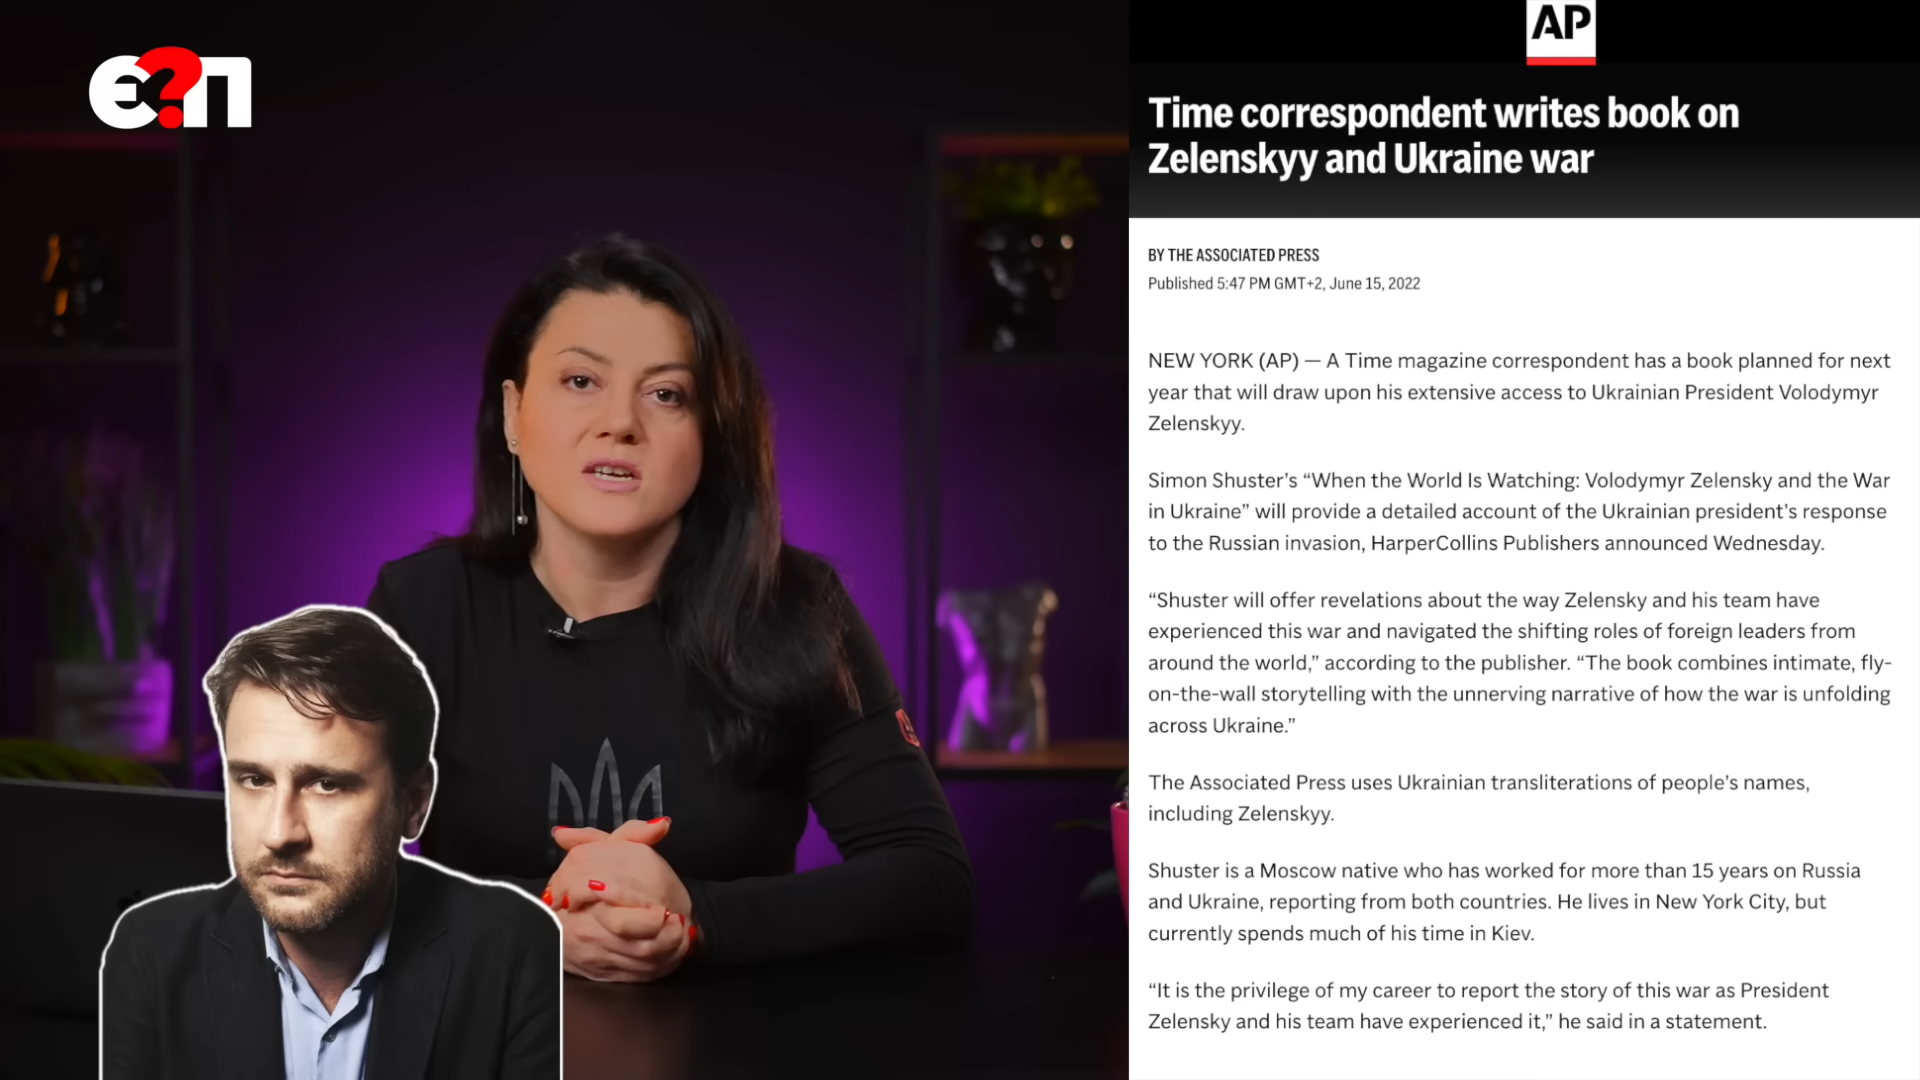 є?п
AP
Time correspondent writes book on
Zelenskyy and Ukraine war
BY THE ASSOCIATED PRESS
Published 5:47 PM GMT+2, June 15, 2022
NEW YORK (AP) — A Time magazine correspondent has a book planned for next
year that will draw upon his extensive access to Ukrainian President Volodymyr
Zelenskyy.
Simon Shuster’s “When the World Is Watching: Volodymyr Zelensky and the War
in Ukraine” will provide a detailed account of the Ukrainian president’s response
to the Russian invasion, HarperCollins Publishers announced Wednesday.
“Shuster will offer revelations about the way Zelensky and his team have
experienced this war and navigated the shifting roles of foreign leaders from
around the world,” according to the publisher. “The book combines intimate, fly-
on-the-wall storytelling with the unnerving narrative of how the war is unfolding
across Ukraine.”
The Associated Press uses Ukrainian transliterations of people’s names,
including Zelenskyy.
Shuster is a Moscow native who has worked for more than 15 years on Russia
and Ukraine, reporting from both countries. He lives in New York City, but
currently spends much of his time in Kiev.
“It is the privilege of my career to report the story of this war as President
Zelensky and his team have experienced it,” he said in a statement.